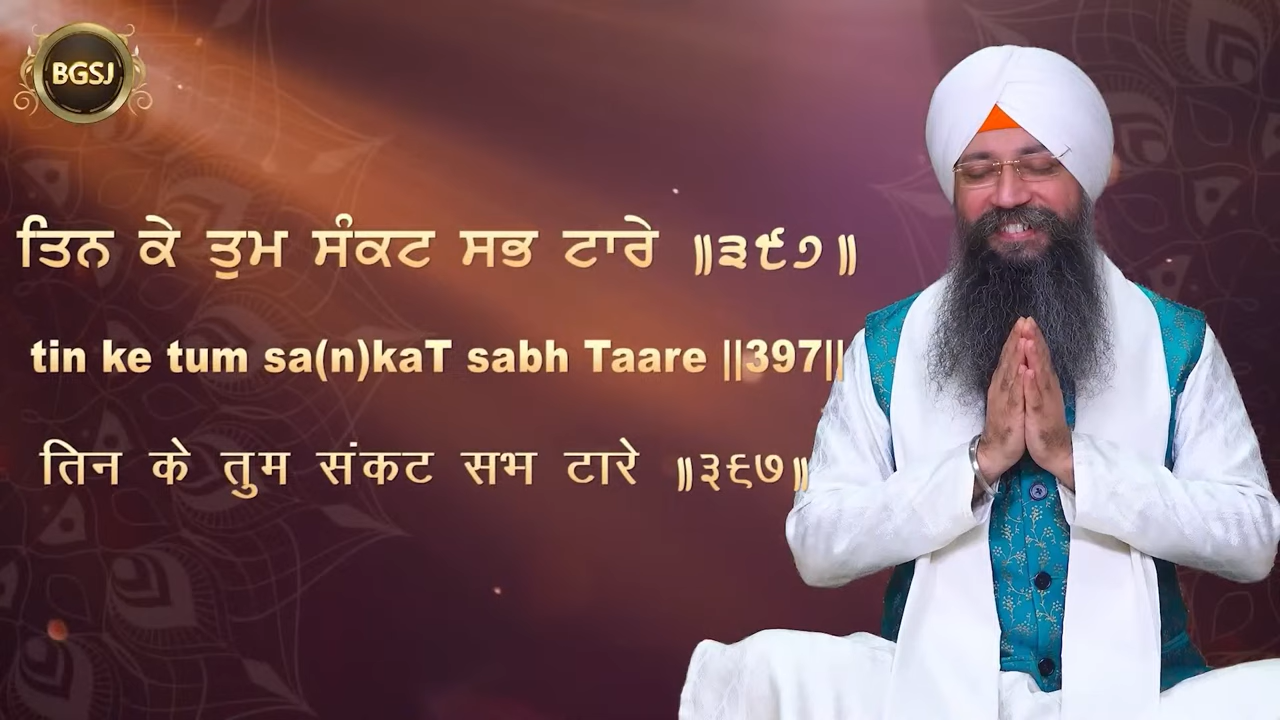 BGSJ
ਤਿਨ ਕੇ ਤੁਮ ਸੰਕਟ ਸਭ ਟਾਰੇ ॥੩੯੭॥
tin ke tum sa(n)kaT sabh Taare ||397||
तिन के तुम संकट सभ टारे ॥३९७॥